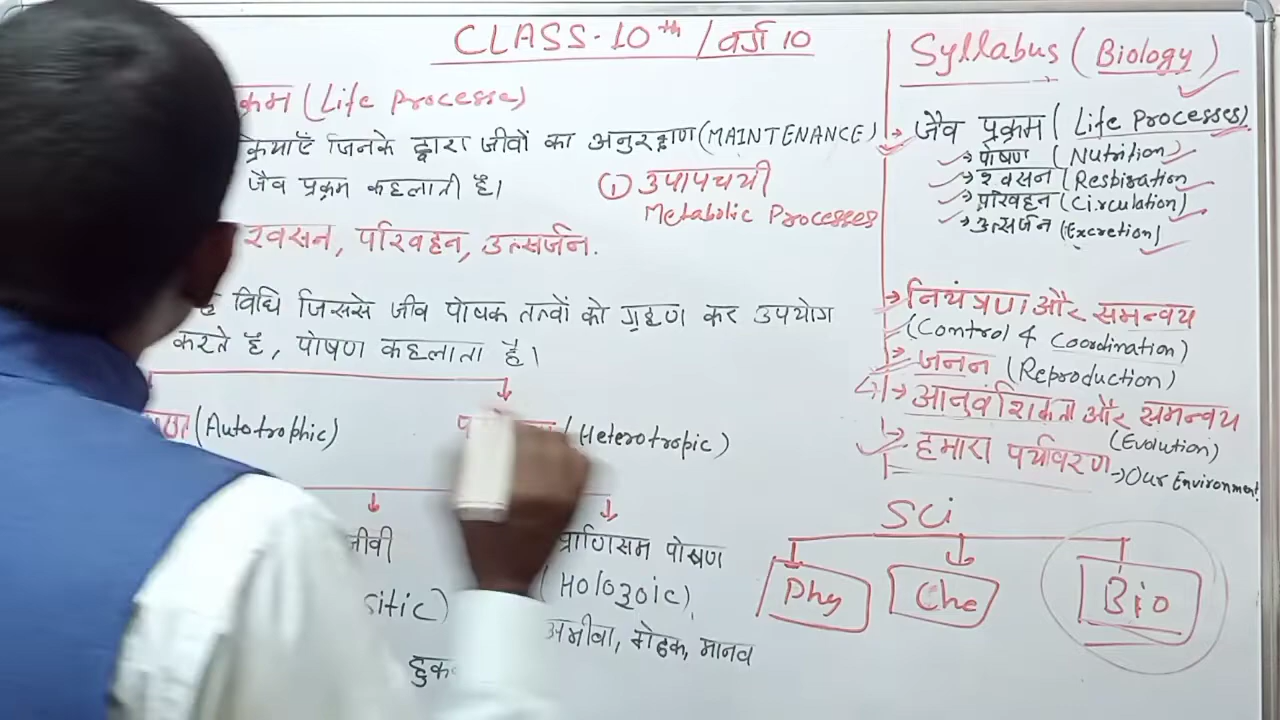 CLASS-10th / वर्ग 10
क्रम (Life Processe)
क्रियाएँ जिनके द्वारा जीवों का अनुरक्षण (MAINTENANCE)
जैव प्रक्रम कहलाती है।
① उपापचयी
Metabolic Processes
श्वसन, परिवहन, उत्सर्जन.
विधि जिससे जीव पोषक तत्वों को ग्रहण कर उपयोग
करते है, पोषण कहलाता है।
(Autotrophic)
(Heterotropic)
जीवी
प्राणिसम पोषण
sitic)
(Holozoic)
अमीबा, मेढक, मानव
हुक
Syllabus (Biology)
→ जैव प्रक्रम (Life Processes)
→ पोषण (Nutrition)
→ श्वसन (Respiration
→ परिवहन (Circulation)
→ उत्सर्जन (Excretion)
→ नियंत्रण और समन्वय
(Control & Coordination)
→ जनन (Reproduction)
→ आनुवंशिकता और समन्वय
(Evolution)
→ हमारा पर्यावरण → Our Environment
Sci
Phy Che Bio